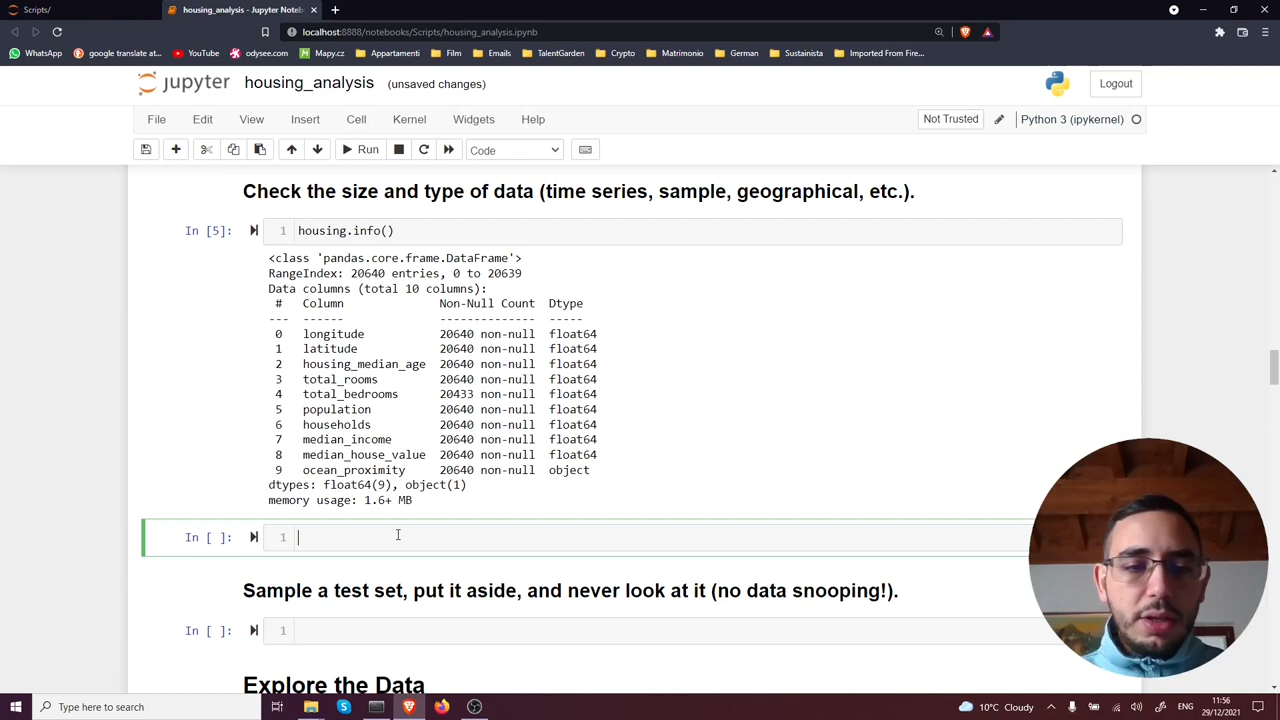 Scripts/
housing_analysis - Jupyter Noteb
localhost:8888/notebooks/Scripts/housing_analysis.ipynb
WhatsApp google translate at... YouTube odysee.com Mapy.cz Appartamenti Film Emails TalentGarden Crypto Matrimonio German Sustainista Imported From Fire...
jupyter housing_analysis (unsaved changes) Logout
File Edit View Insert Cell Kernel Widgets Help Not Trusted Python 3 (ipykernel)
Run Code
Check the size and type of data (time series, sample, geographical, etc.).
In [5]: 1 housing.info()
<class 'pandas.core.frame.DataFrame'>
RangeIndex: 20640 entries, 0 to 20639
Data columns (total 10 columns):
# Column Non-Null Count Dtype
--- ------ -------------- -----
0 longitude 20640 non-null float64
1 latitude 20640 non-null float64
2 housing_median_age 20640 non-null float64
3 total_rooms 20640 non-null float64
4 total_bedrooms 20433 non-null float64
5 population 20640 non-null float64
6 households 20640 non-null float64
7 median_income 20640 non-null float64
8 median_house_value 20640 non-null float64
9 ocean_proximity 20640 non-null object
dtypes: float64(9), object(1)
memory usage: 1.6+ MB
In [ ]: 1
Sample a test set, put it aside, and never look at it (no data snooping!).
In [ ]: 1
Explore the Data
Type here to search 10°C Cloudy 11:56
29/12/2021